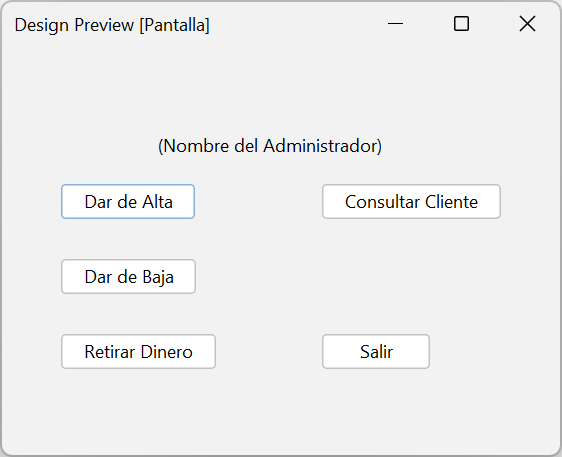 Design Preview [Pantalla]
(Nombre del Administrador)
Dar de Alta
Consultar Cliente
Dar de Baja
Retirar Dinero
Salir